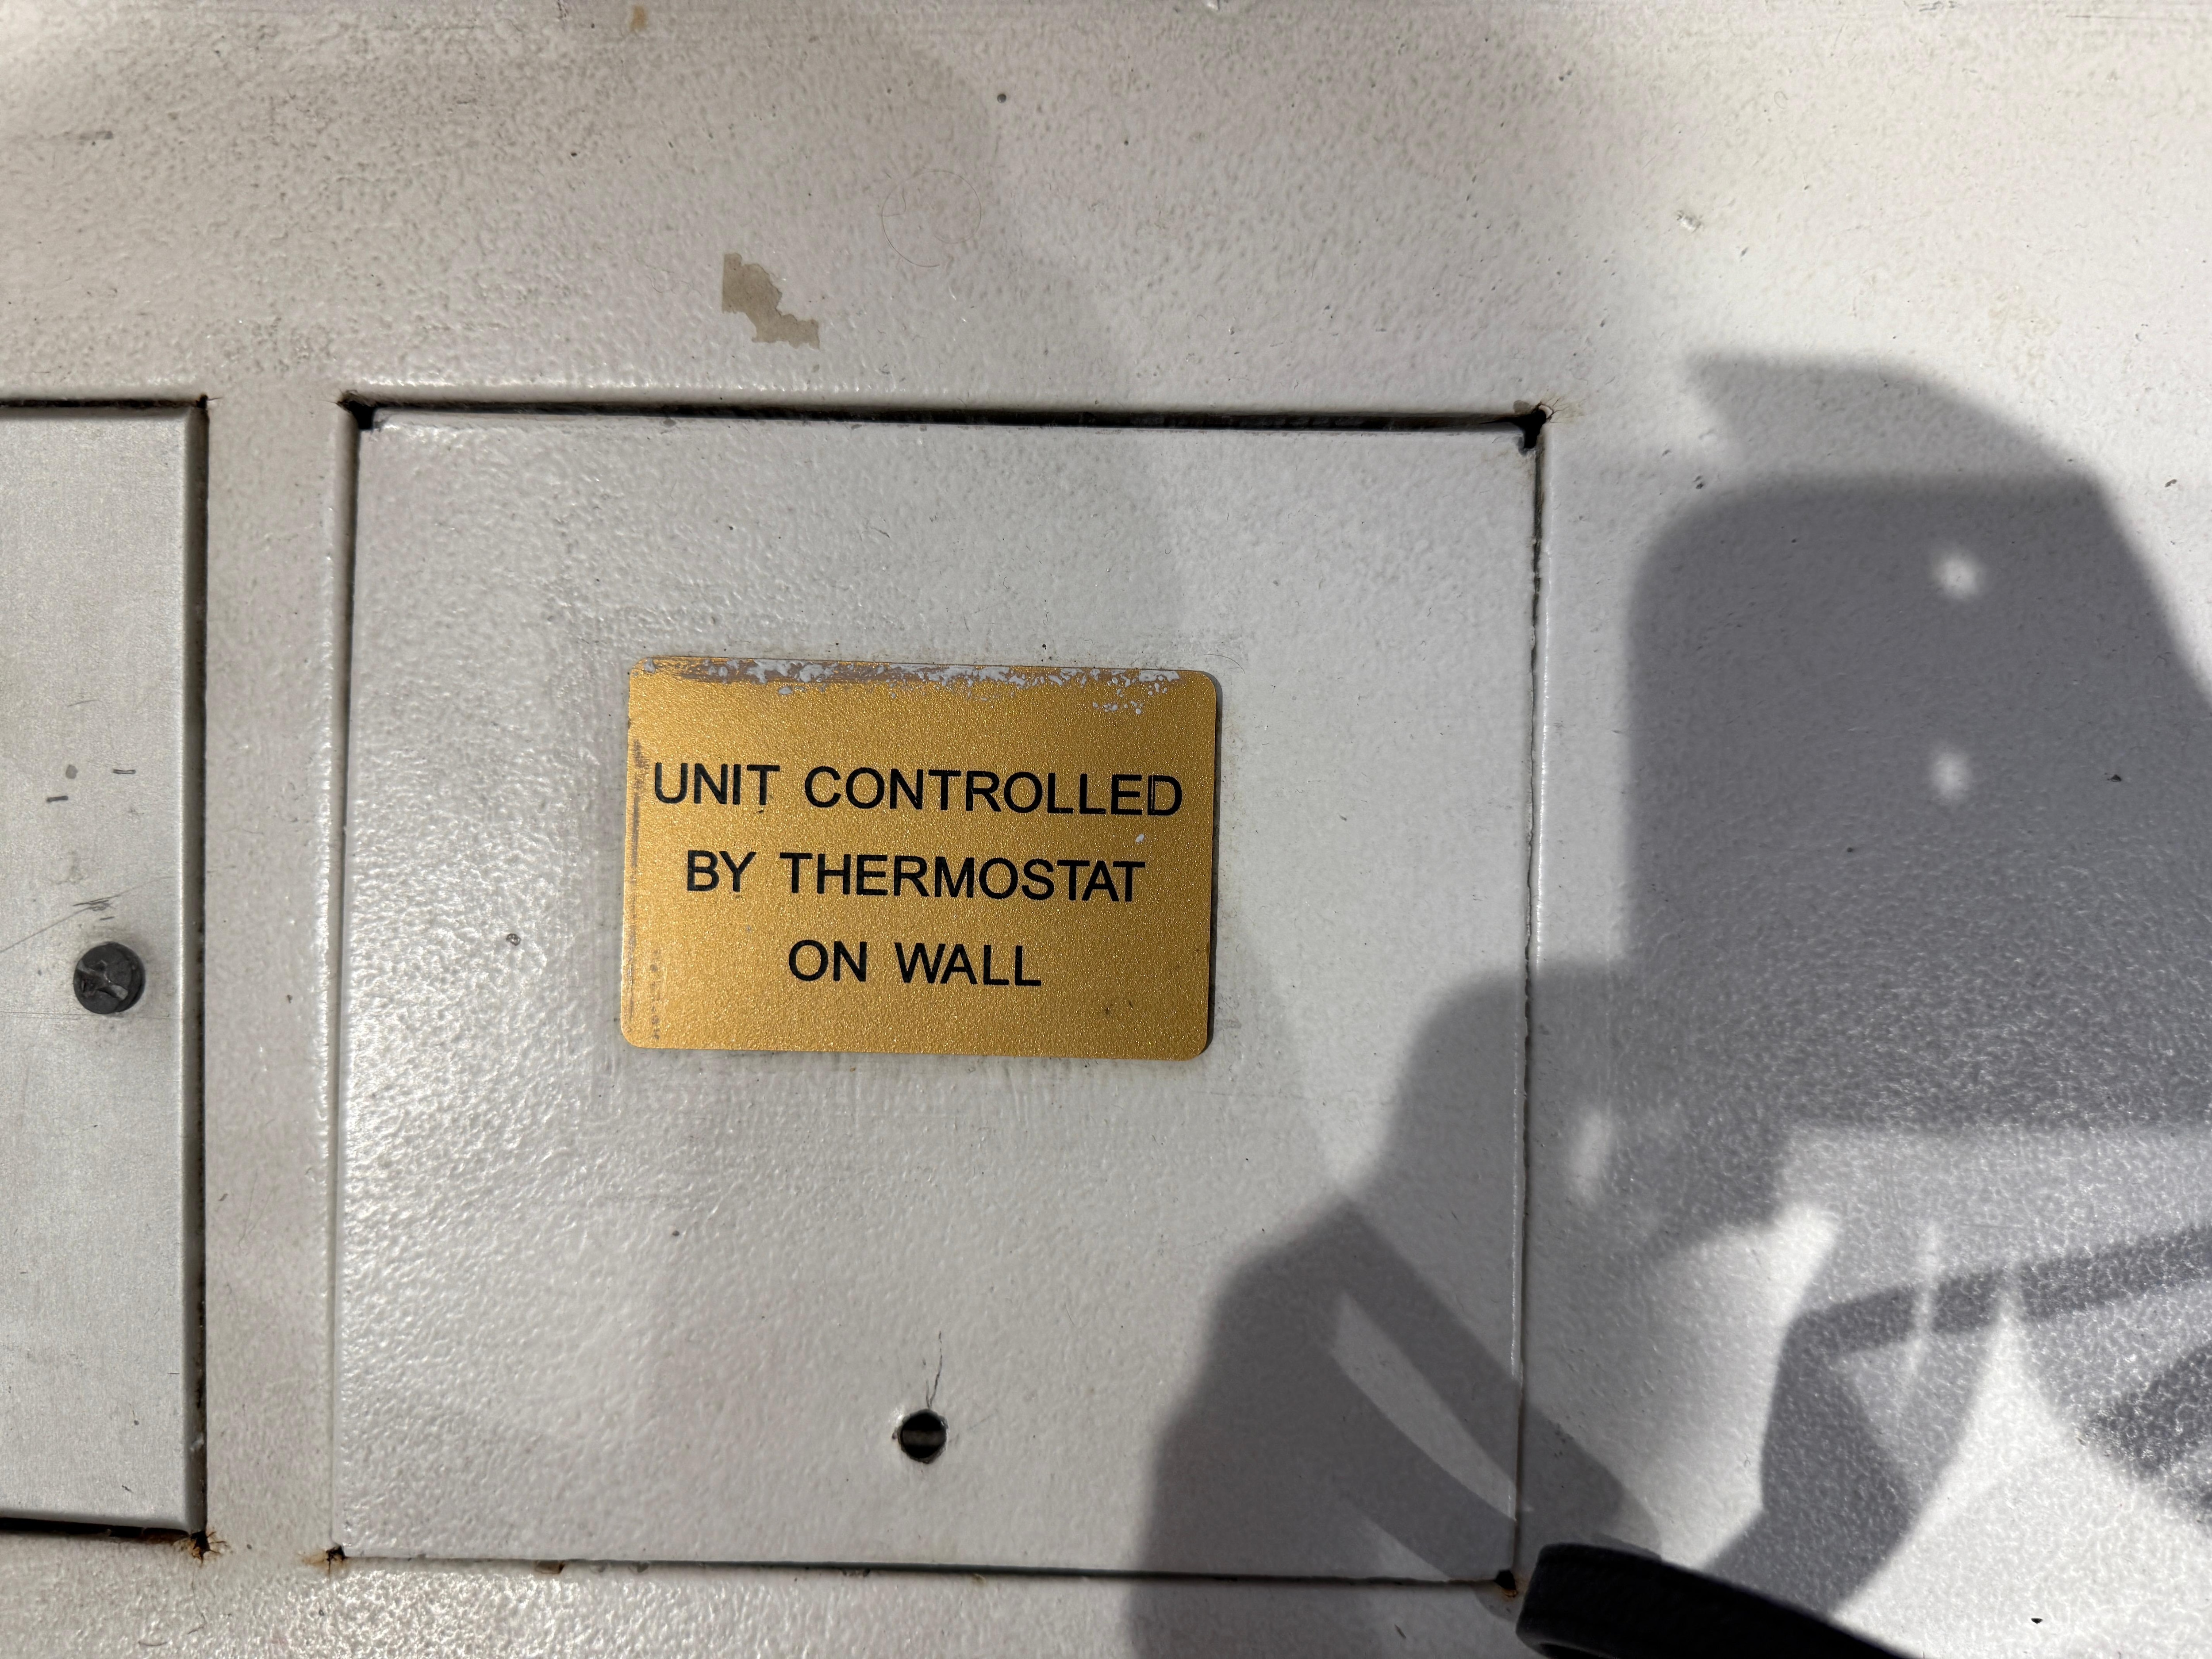 UNIT CONTROLLED
BY THERMOSTAT
ON WALL